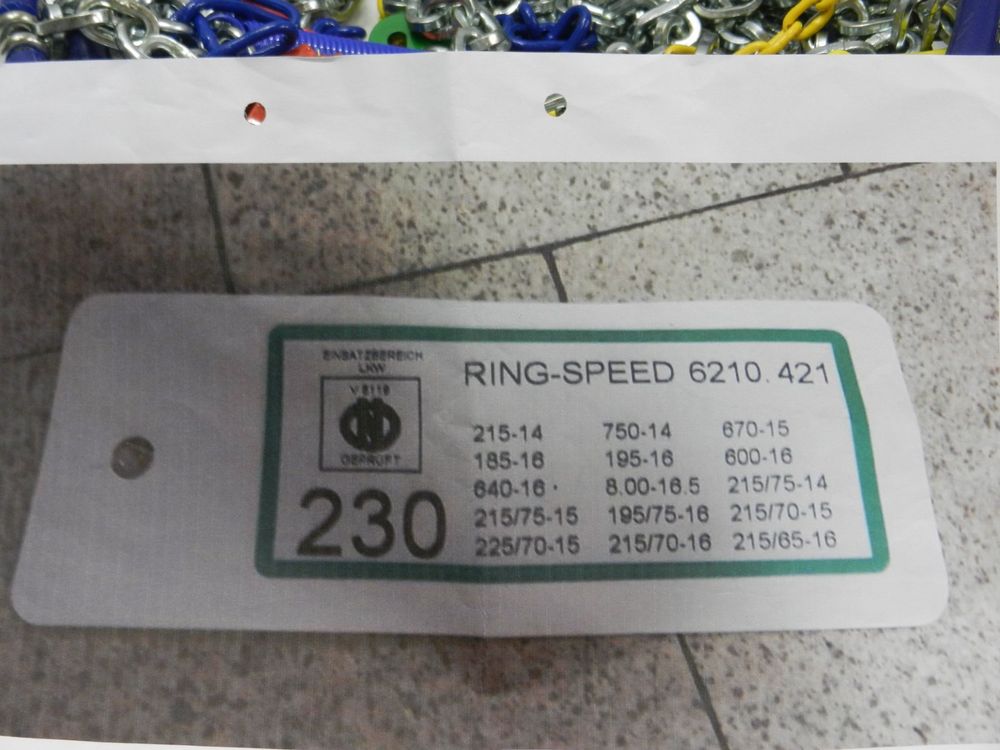 EINSATZBEREICH
LKW
V 5119
GEPRÜFT
230
RING-SPEED 6210. 421
215-14 750-14 670-15
185-16 195-16 600-16
640-16 8.00-16.5 215/75-14
215/75-15 195/75-16 215/70-15
225/70-15 215/70-16 215/65-16